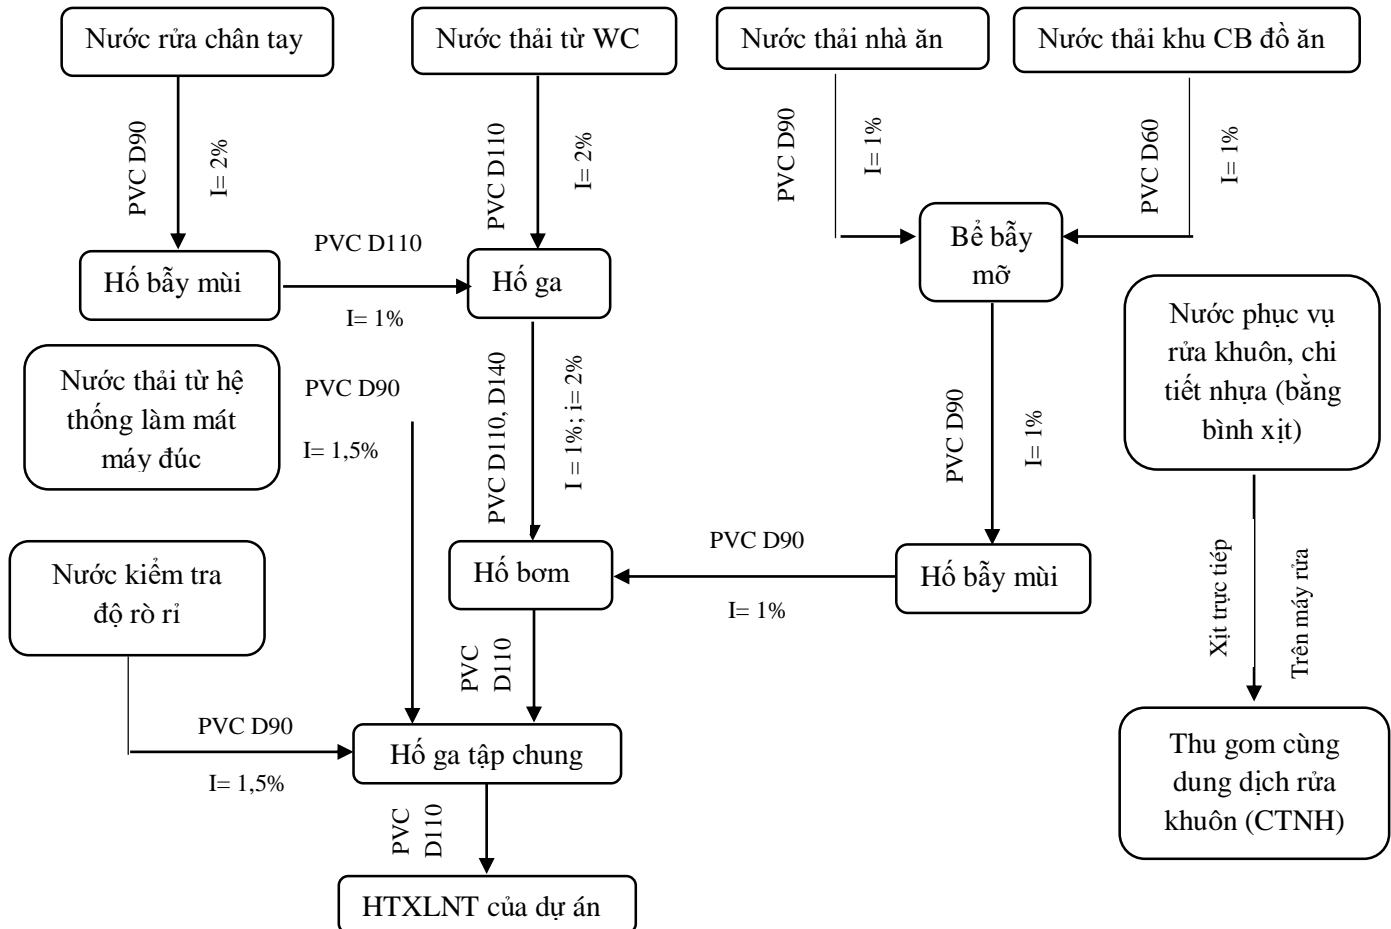 Nước rửa chân tay
Nước thải từ WC
Nước thải nhà ăn
Nước thải khu CB đồ ăn
PVC D90
I= 2%
PVC D110
I= 2%
PVC D90
I= 1%
PVC D60
I= 1%
Hố bẫy mùi
PVC D110
I= 1%
Hố ga
Bể bẫy
mỡ
Nước thải từ hệ
thống làm mát
máy đúc
PVC D90
I= 1,5%
PVC D110, D140
I = 1%; i= 2%
PVC D90
I= 1%
Nước phục vụ
rửa khuôn, chi
tiết nhựa (bằng
bình xịt)
Nước kiểm tra
độ rò rỉ
Hố bơm
PVC D90
I= 1%
Hố bẫy mùi
Xịt trực tiếp
Trên máy rửa
PVC
D110
PVC D90
I= 1,5%
Hố ga tập chung
Thu gom cùng
dung dịch rửa
khuôn (CTNH)
PVC
D110
HTXLNT của dự án